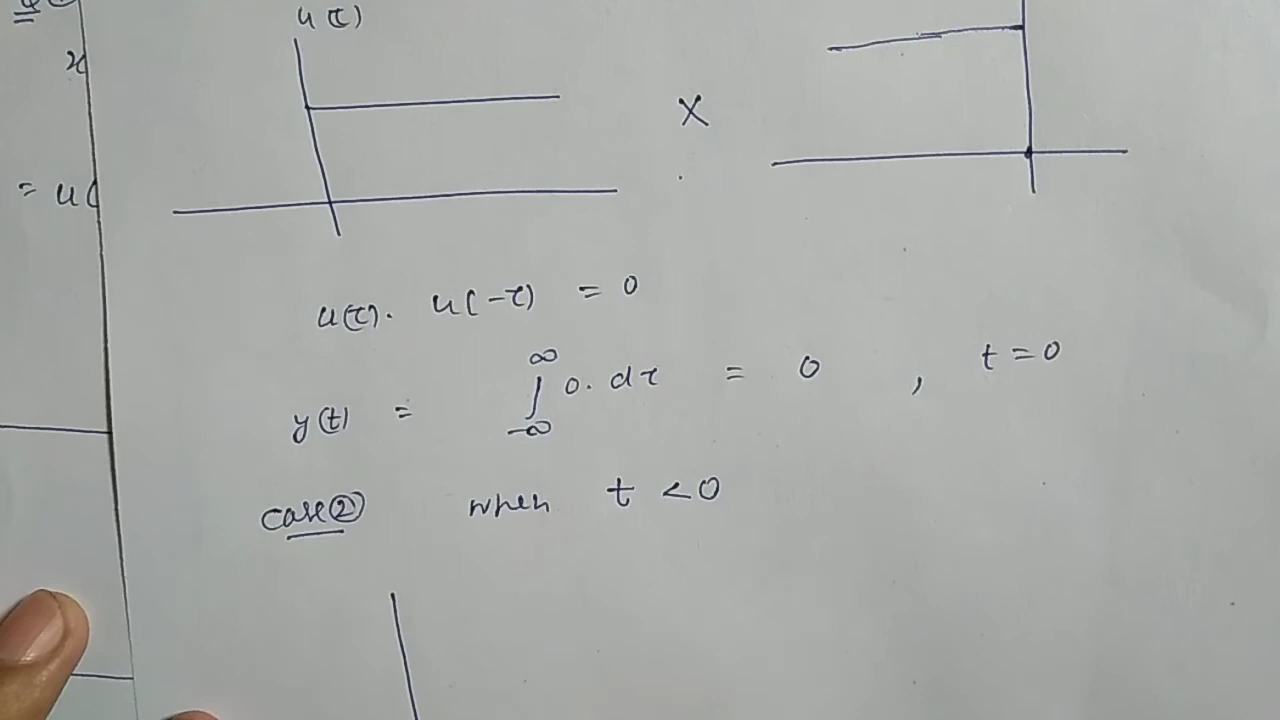 u(τ)
x
×
= u(
u(τ). u(-τ) = 0
y(t) = ∫_{-∞}^{∞} 0. dτ = 0 , t = 0
case② when t < 0